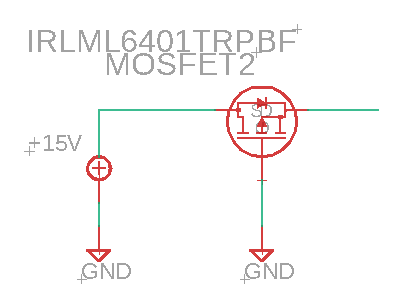 IRLML6401TRPBF
MOSFET2
+15V
GND
GND